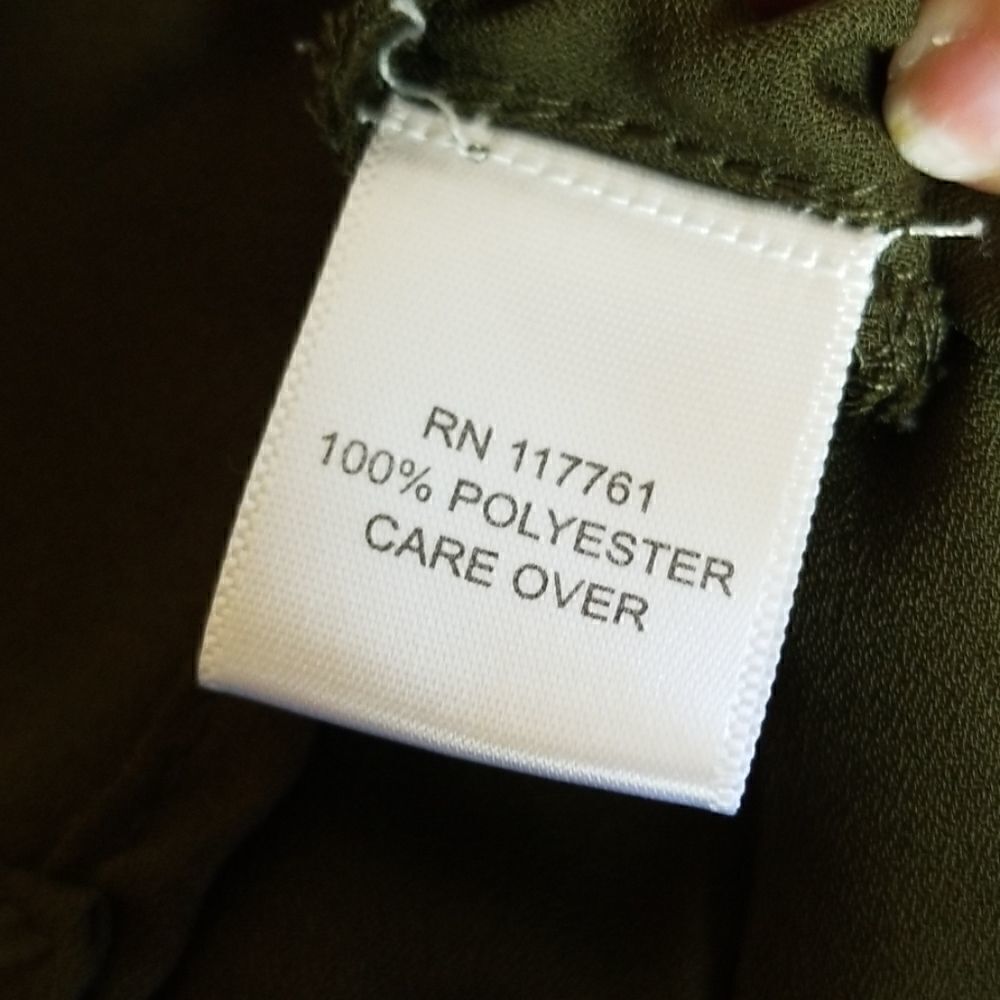 RN 117761
100% POLYESTER
CARE OVER